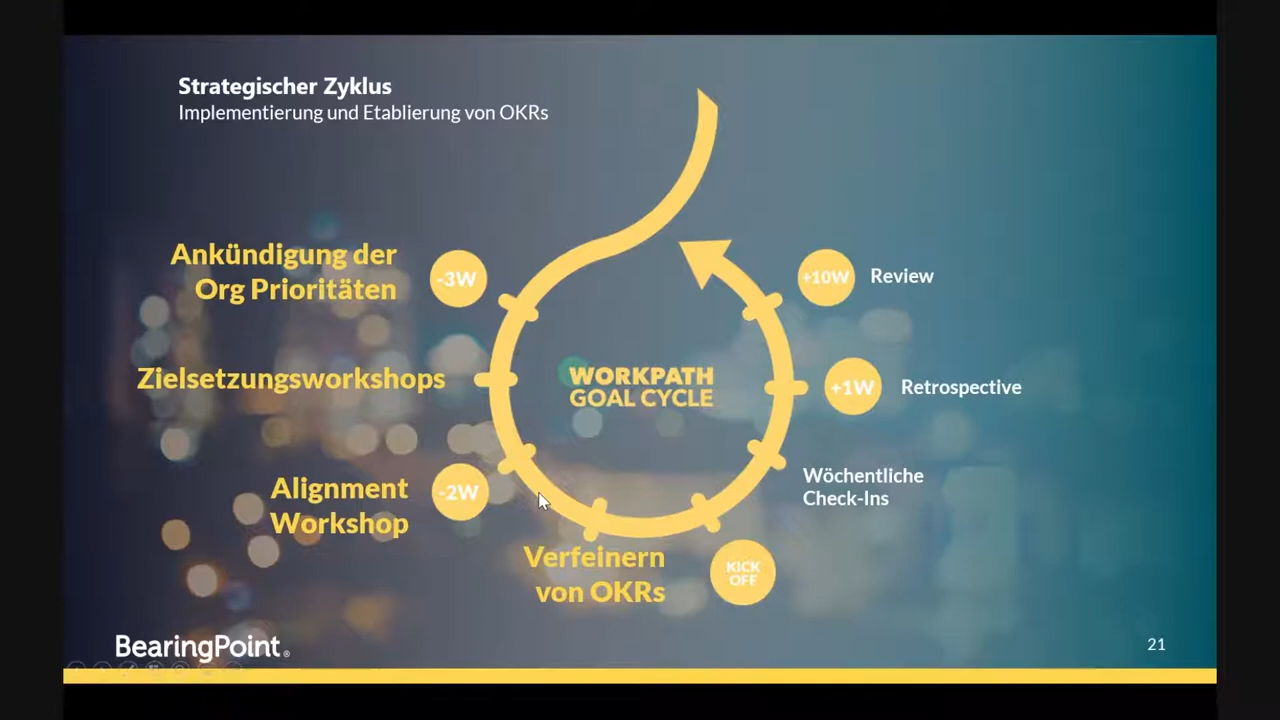 Strategischer Zyklus
Implementierung und Etablierung von OKRs
Ankündigung der
Org Prioritäten
-3W
Zielsetzungsworkshops
Alignment
Workshop
-2W
Verfeinern
von OKRs
KICK
OFF
WORKPATH
GOAL CYCLE
+10W
Review
+1W
Retrospective
Wöchentliche
Check-Ins
BearingPoint®
21